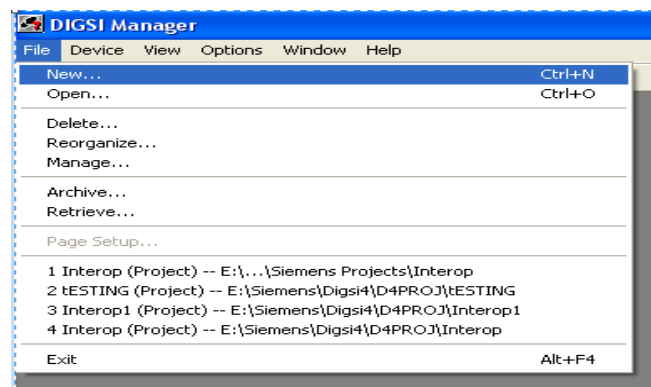 DIGSI Manager
File Device View Options Window Help
New... Ctrl+N
Open... Ctrl+O
Delete...
Reorganize...
Manage...
Archive...
Retrieve...
Page Setup...
1 Interop (Project) -- E:\...\Siemens Projects\Interop
2 tESTING (Project) -- E:\Siemens\Digsi4\D4PROJ\tESTING
3 Interop1 (Project) -- E:\Siemens\Digsi4\D4PROJ\Interop1
4 Interop (Project) -- E:\Siemens\Digsi4\D4PROJ\Interop
Exit Alt+F4